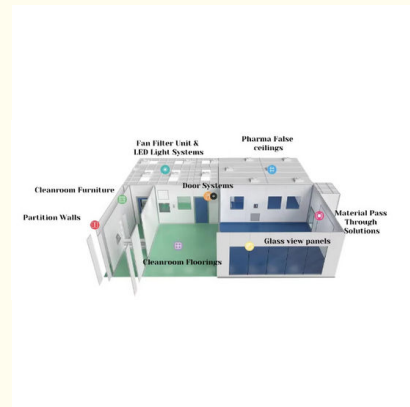 Fan Filter Unit &
LED Light Systems
Pharma False
ceilings
Cleanroom Furniture
Door Systems
Partition Walls
Material Pass
Through
Solutions
Glass view panels
Cleanroom Floorings